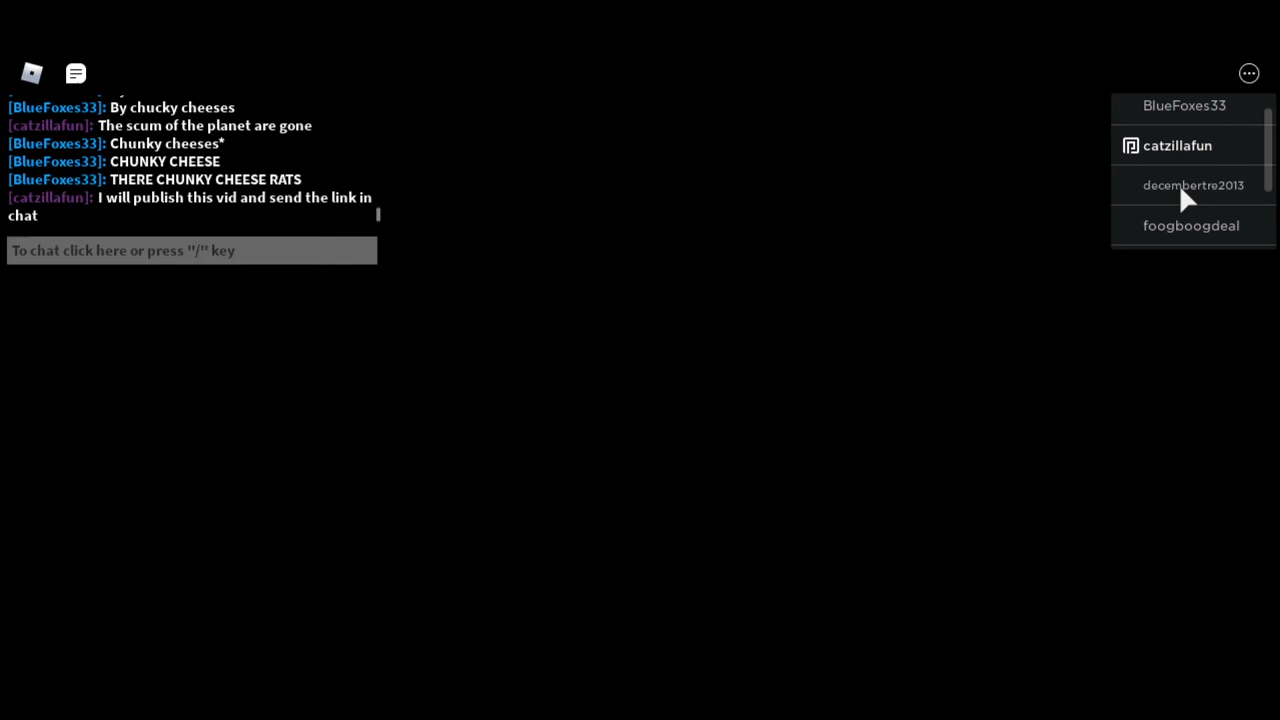 [BlueFoxes33]: By chucky cheeses
[catzillafun]: The scum of the planet are gone
[BlueFoxes33]: Chunky cheeses*
[BlueFoxes33]: CHUNKY CHEESE
[BlueFoxes33]: THERE CHUNKY CHEESE RATS
[catzillafun]: I will publish this vid and send the link in
chat
To chat click here or press "/" key
BlueFoxes33
catzillafun
decembertre2013
foogboogdeal